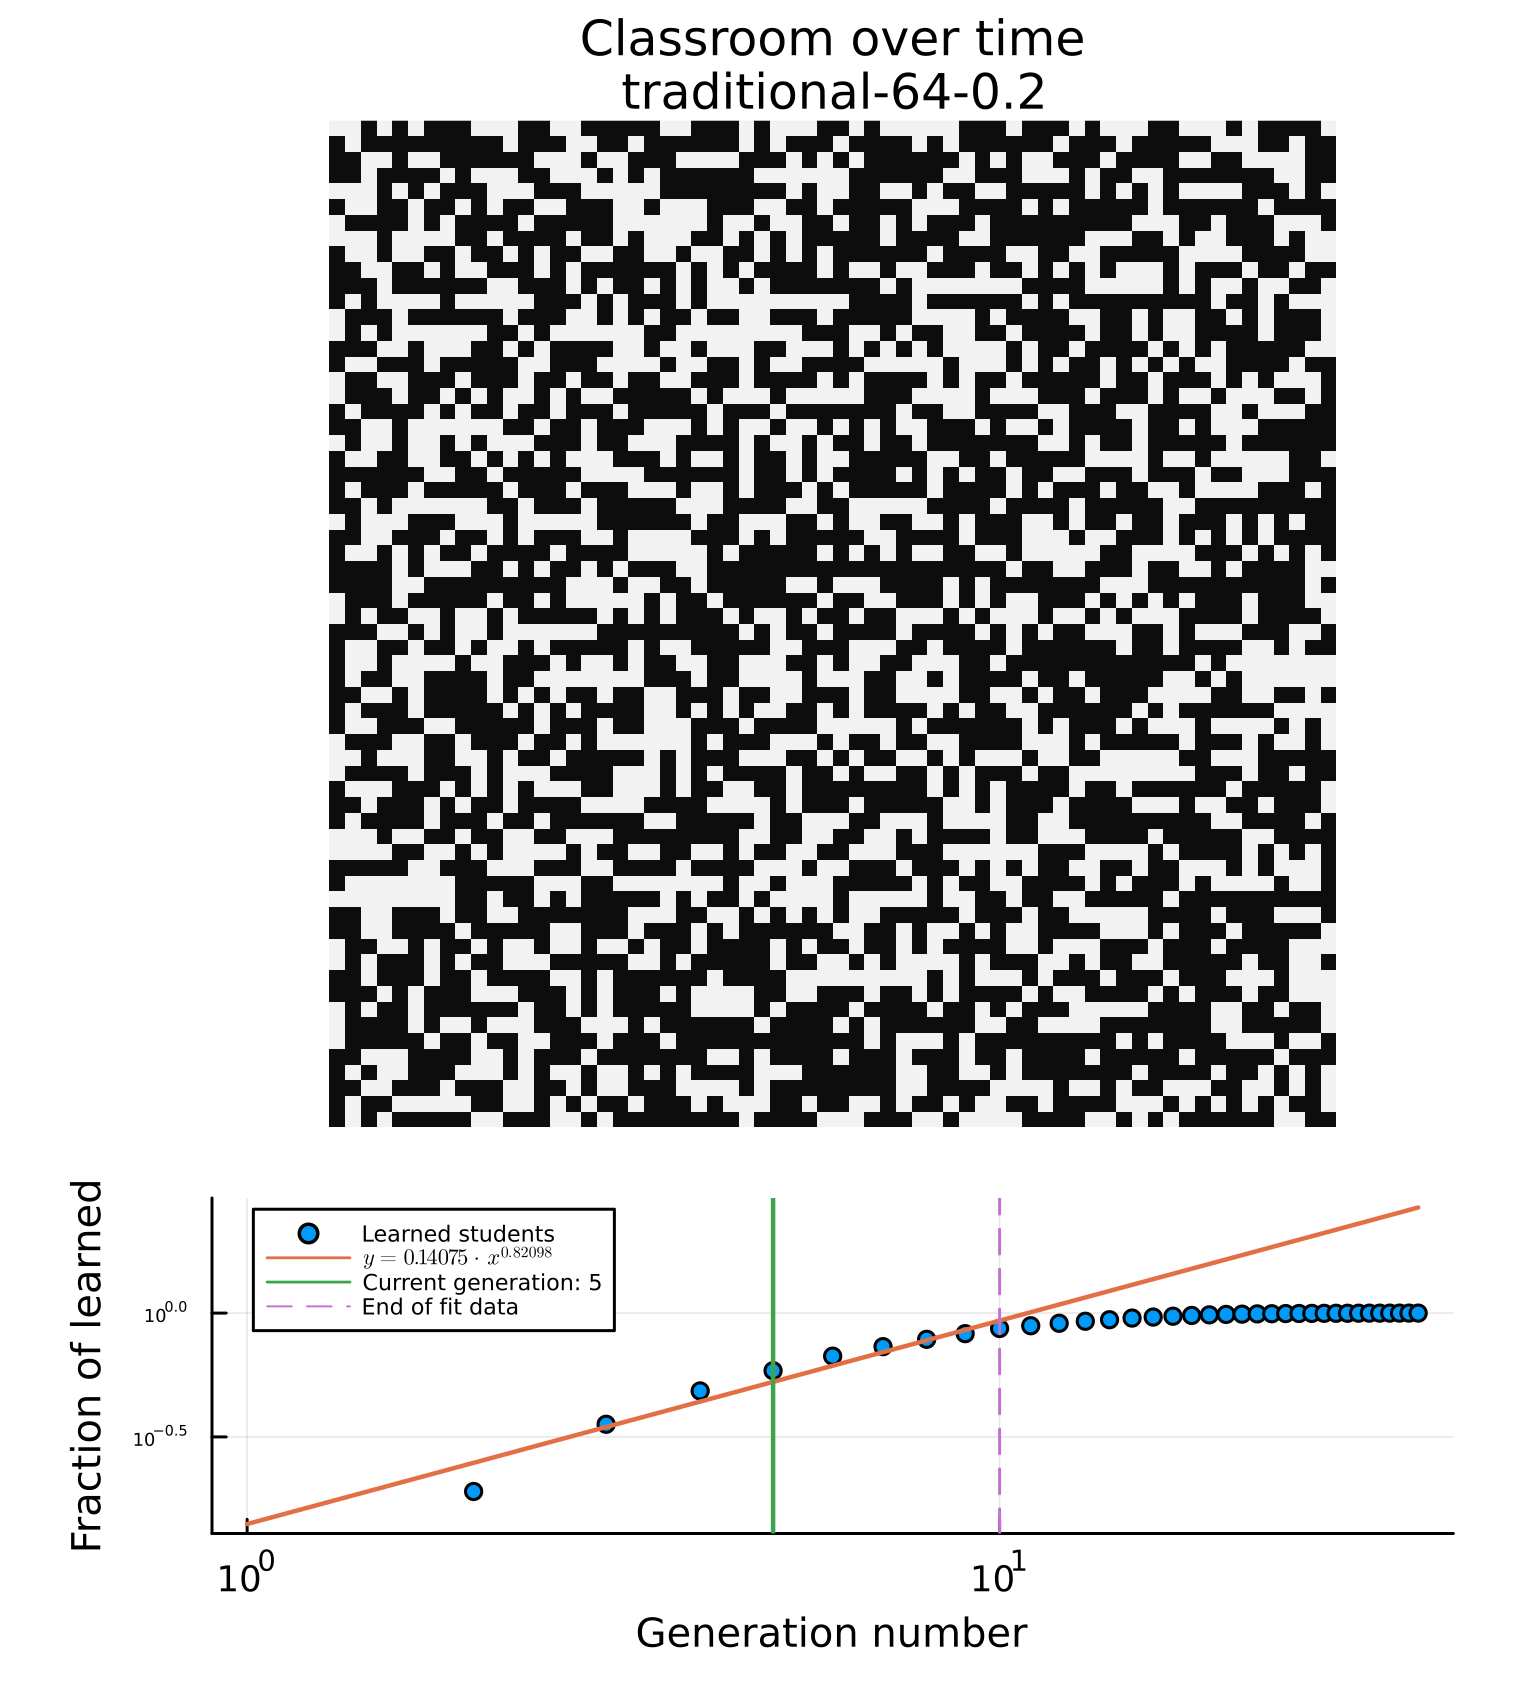 Classroom over time
traditional-64-0.2
Fraction of learned
Learned students
y = 0.14075 · x^0.82098
Current generation: 5
End of fit data
10^0.0
10^−0.5
10^0
10^1
Generation number